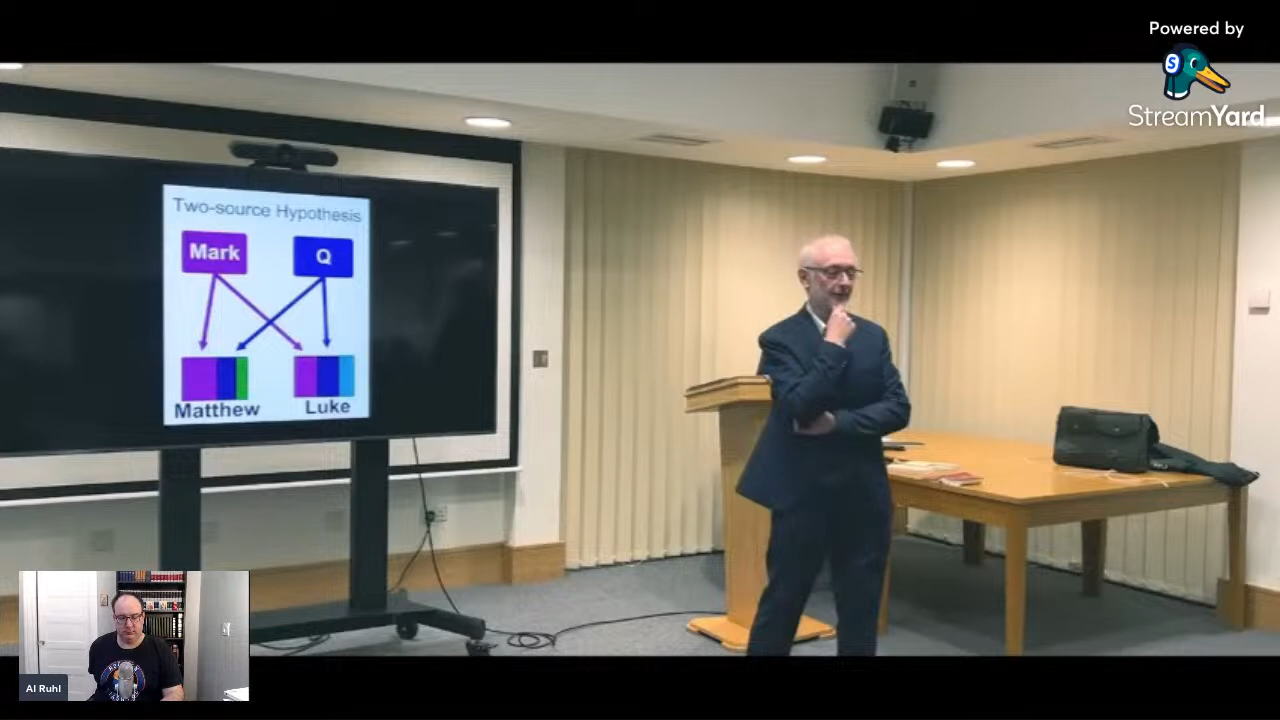 Powered by
StreamYard
Two-source Hypothesis
Mark
Q
Matthew
Luke
Al Ruhl